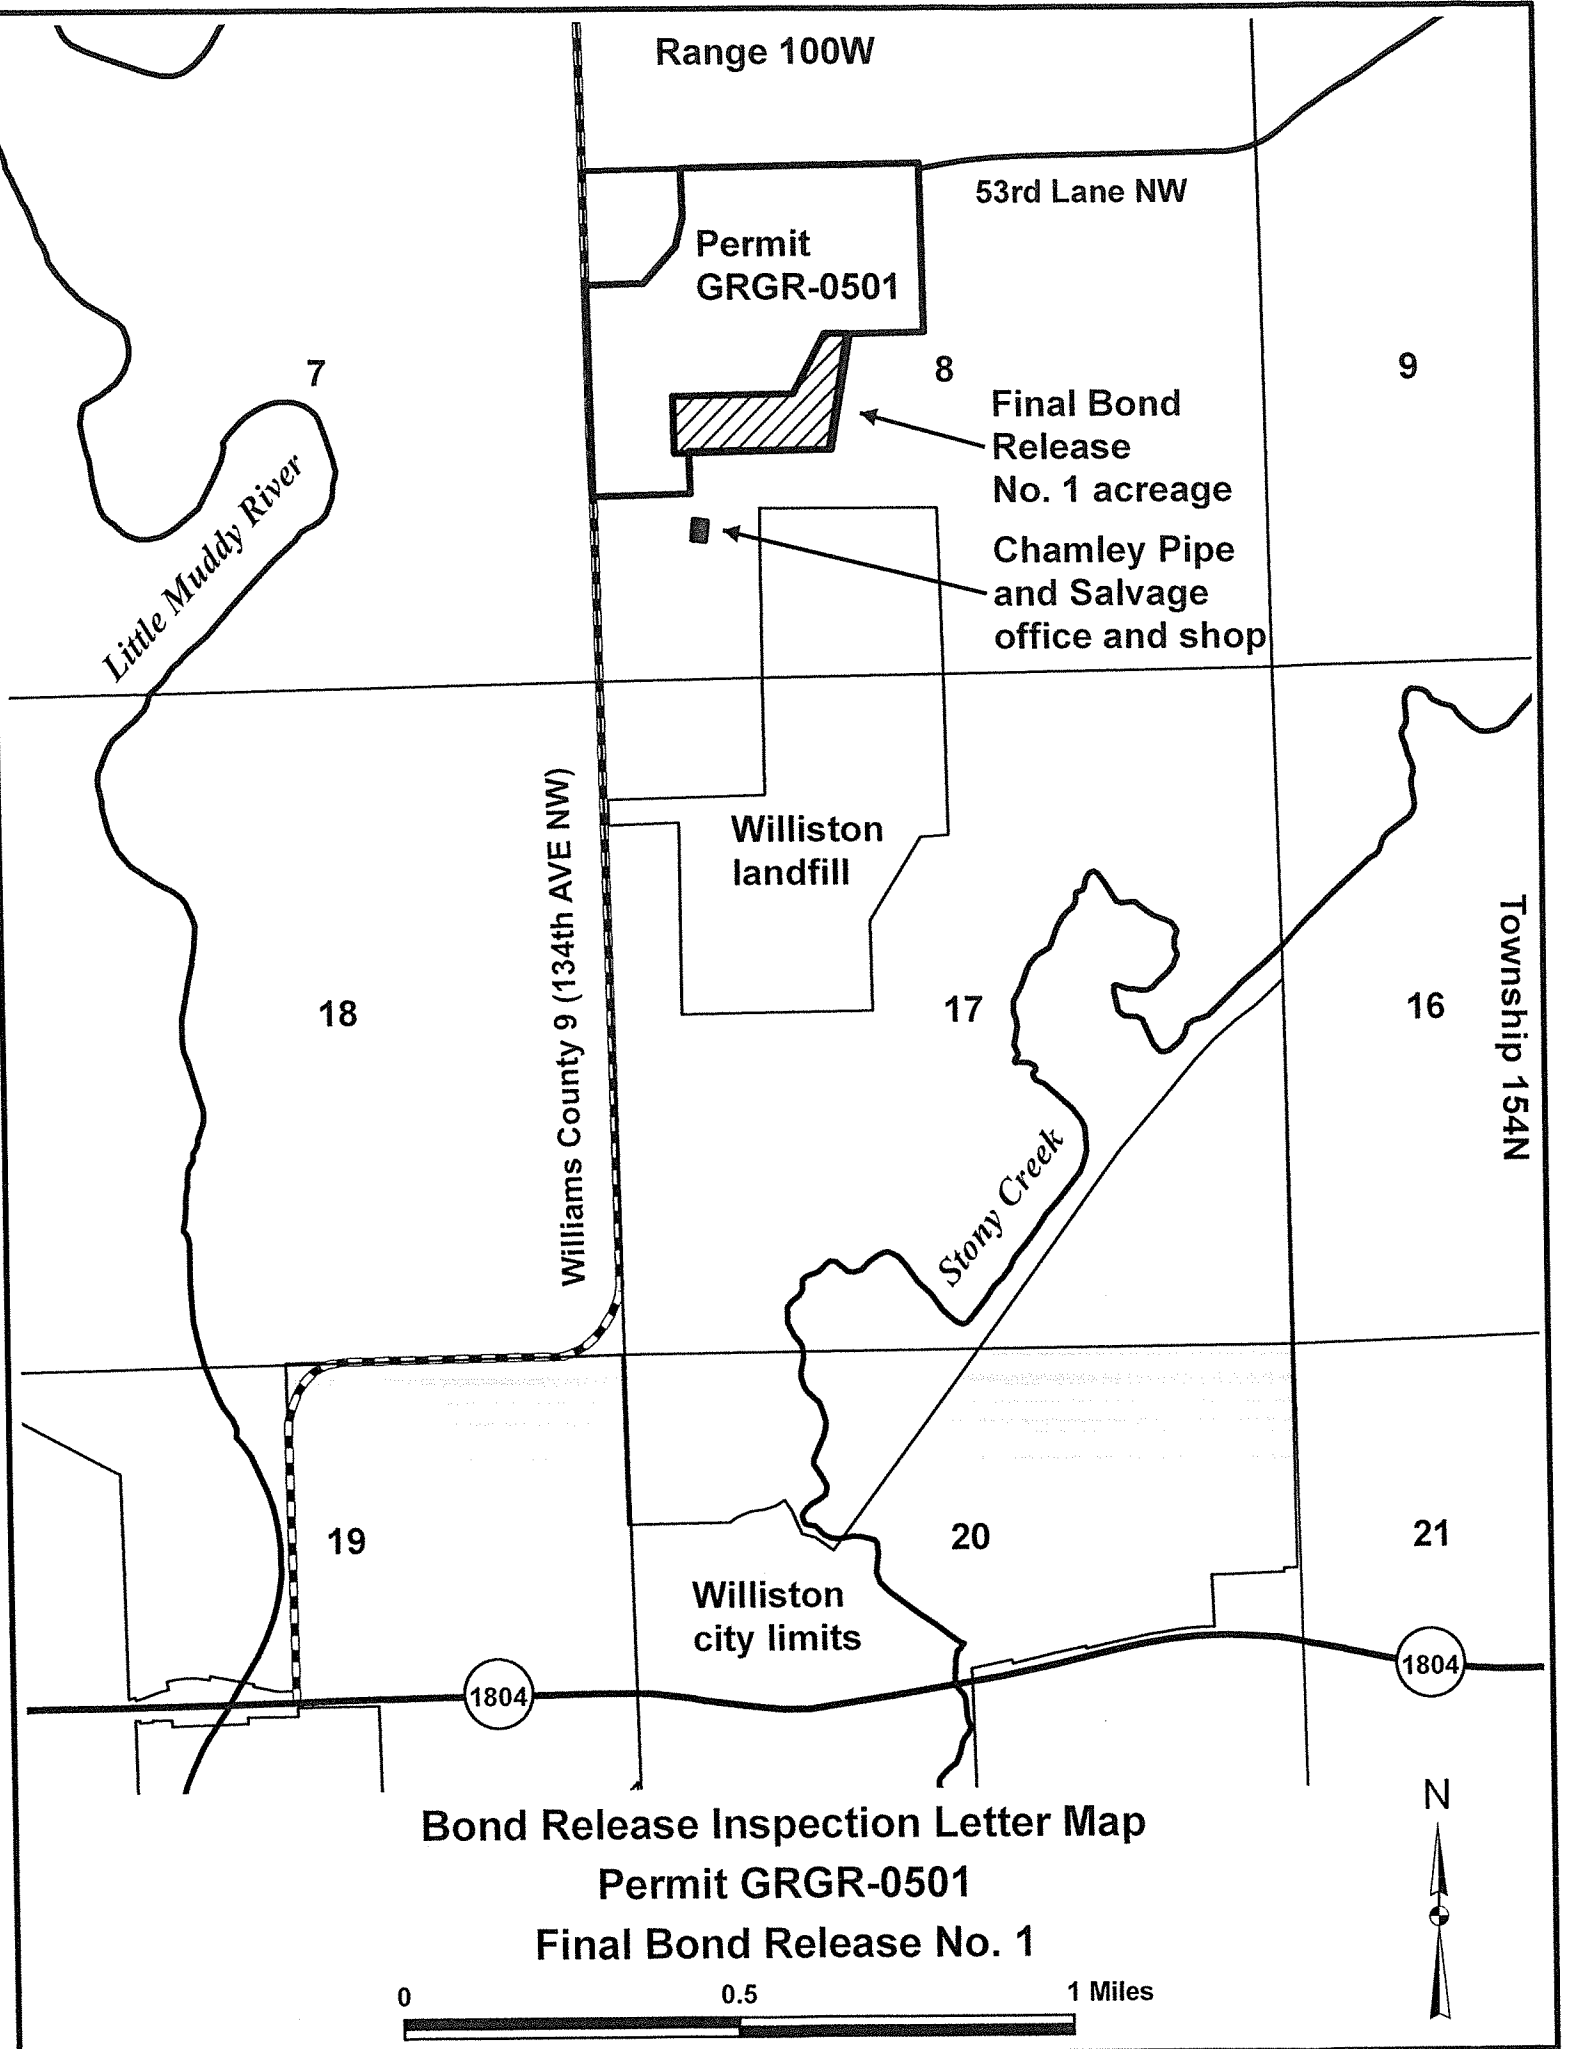 Range 100W
53rd Lane NW
Permit
GRGR-0501
7
8
9
Final Bond
Release
No. 1 acreage
Little Muddy River
Chamley Pipe
and Salvage
office and shop
Williams County 9 (134th AVE NW)
Williston
landfill
Township 154N
18
17
16
Stony Creek
19
20
21
Williston
city limits
1804
1804
Bond Release Inspection Letter Map
Permit GRGR-0501
Final Bond Release No. 1
N
0 0.5 1 Miles